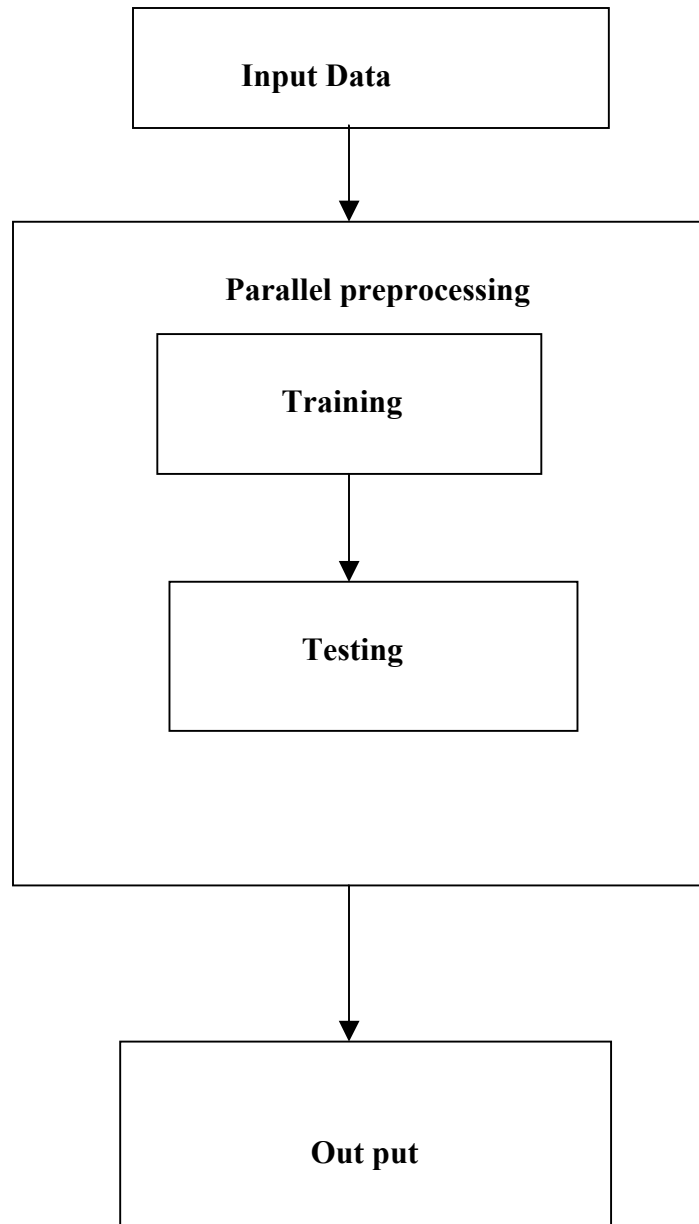 Input Data
Parallel preprocessing
Training
Testing
Out put